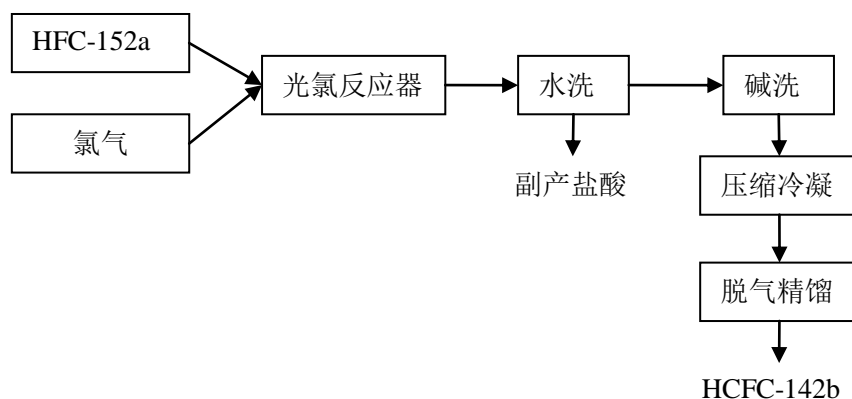 HFC-152a
氯气
光氯反应器
水洗
碱洗
副产盐酸
压缩冷凝
脱气精馏
HCFC-142b